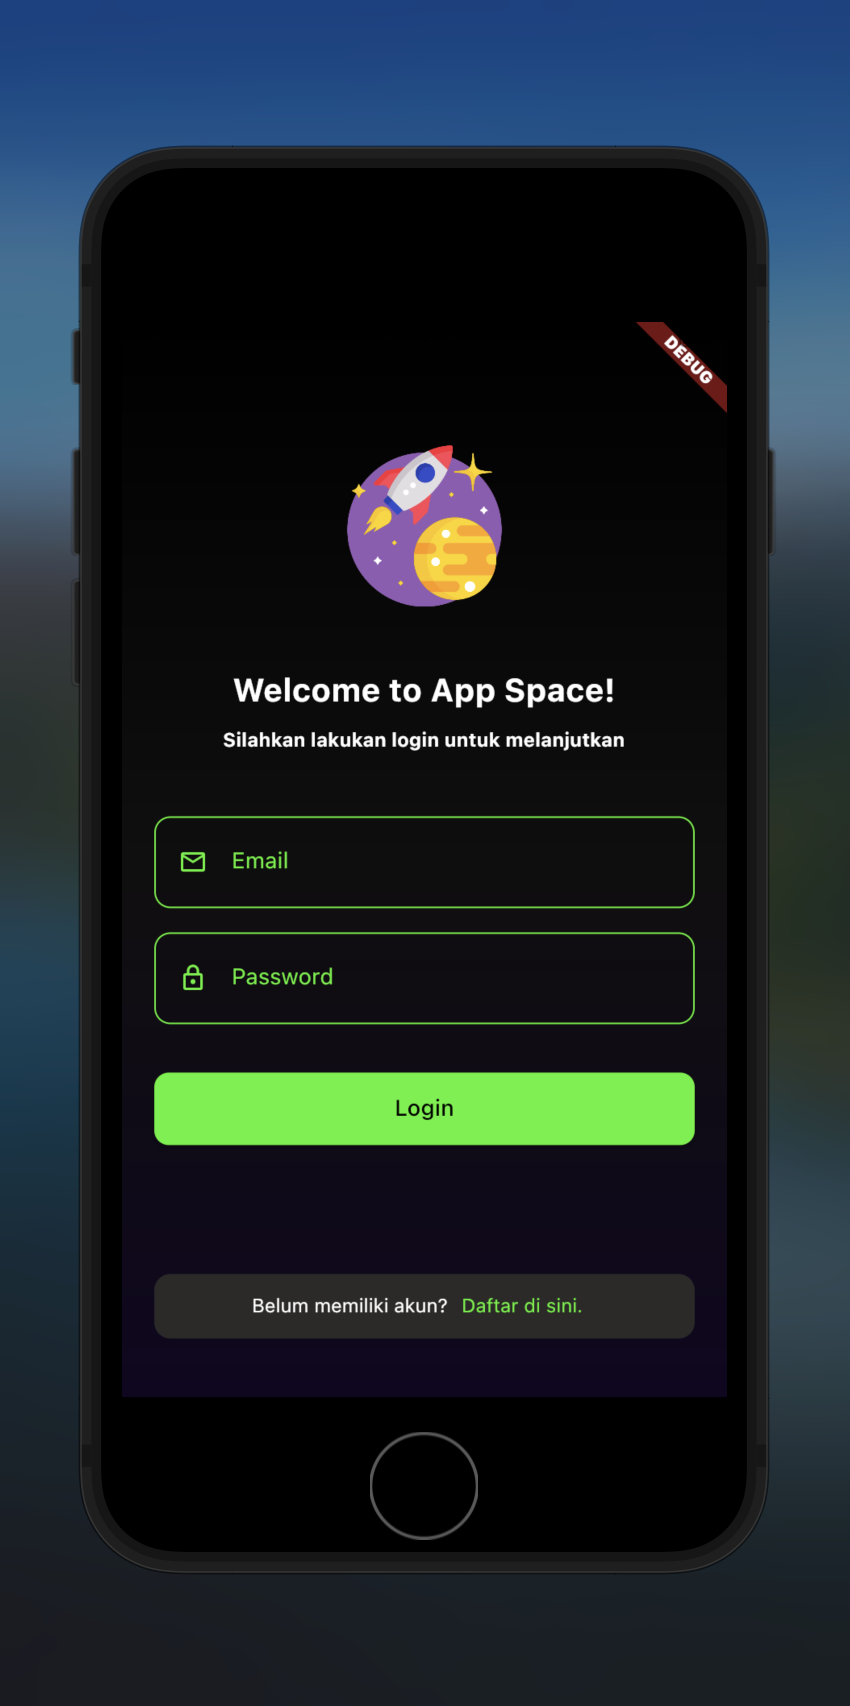 DEBUG
Welcome to App Space!
Silahkan lakukan login untuk melanjutkan
Email
Password
Login
Belum memiliki akun? Daftar di sini.